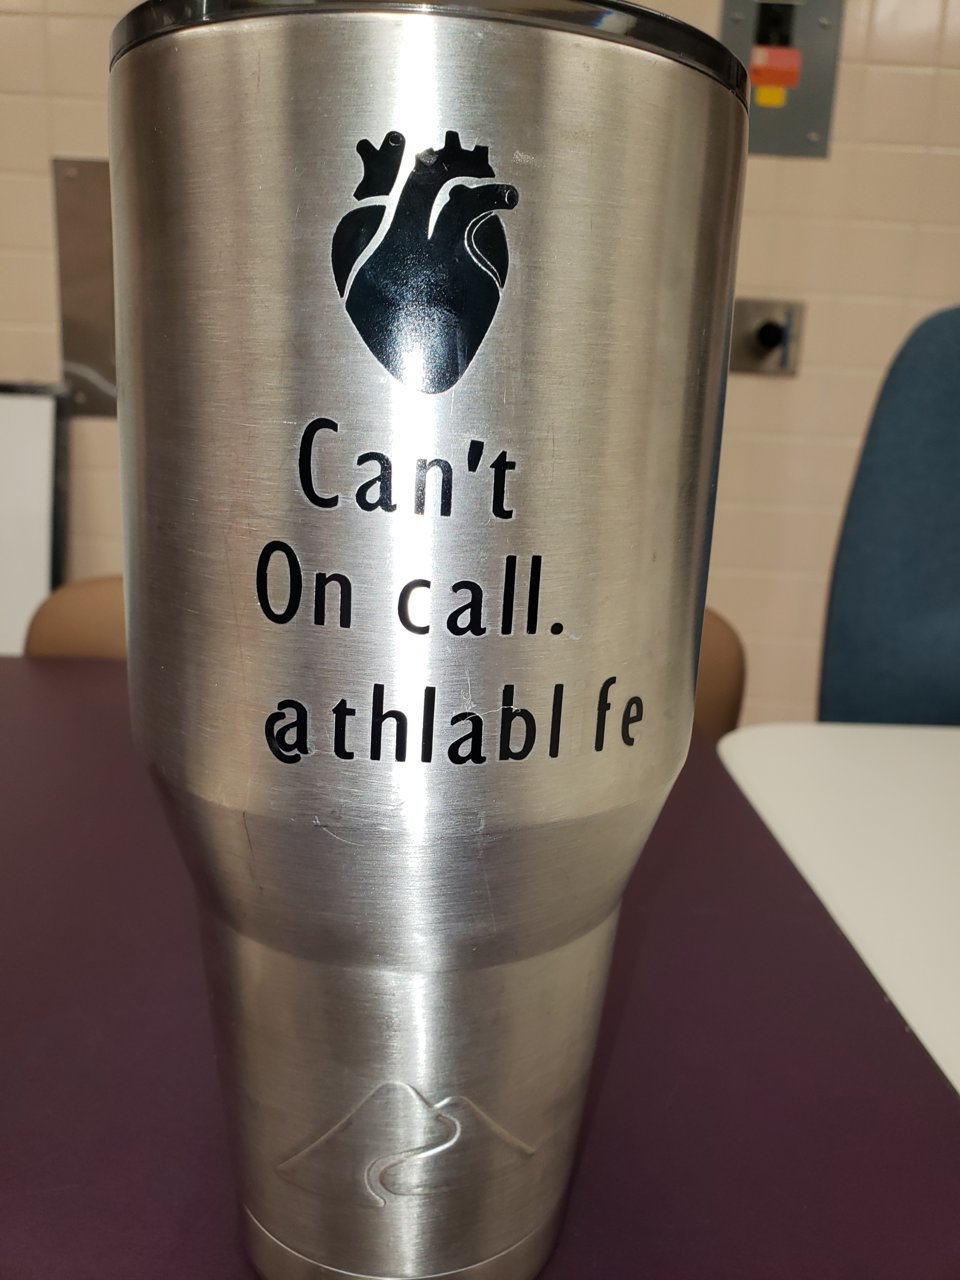 Can't
On call.
@thlabl fe